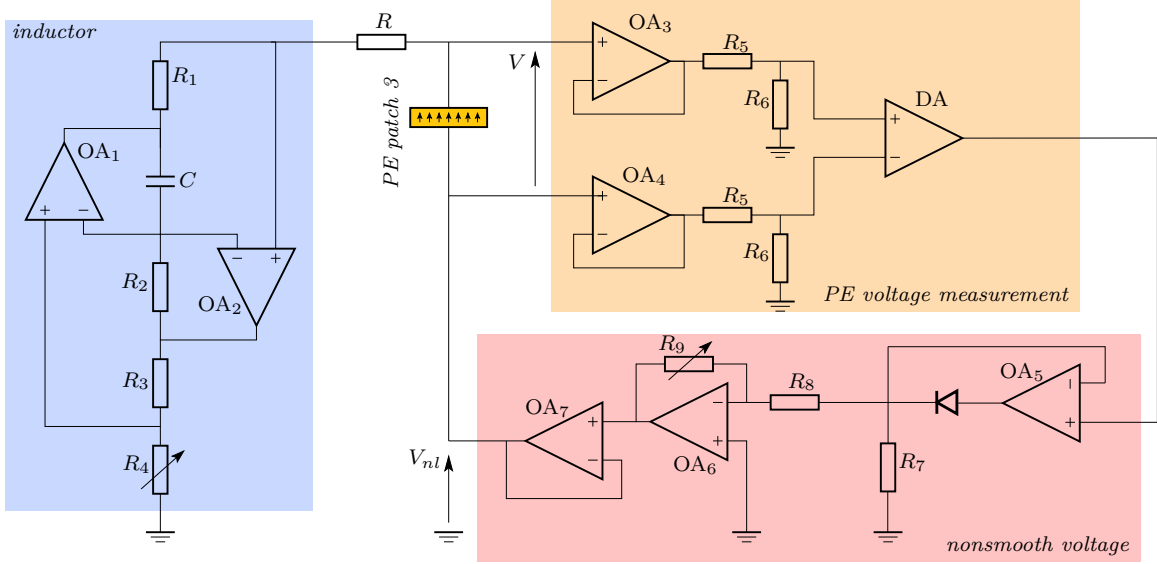 inductor
R
R1
OA1
C
R2
OA2
R3
R4
PE patch 3
V
OA3
R5
R6
DA
OA4
R5
R6
PE voltage measurement
R9
R8
OA5
OA7
OA6
R7
Vnl
nonsmooth voltage